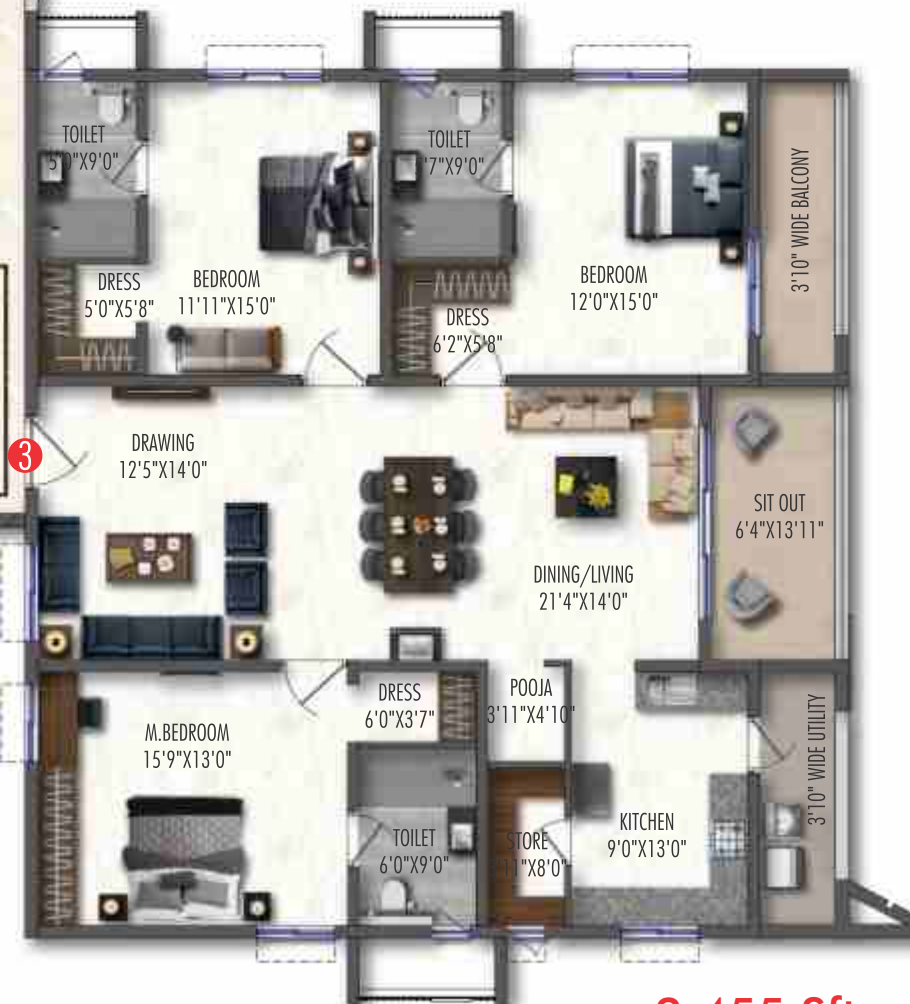 TOILET
5'0"X9'0"
DRESS
5'0"X5'8"
BEDROOM
11'11"X15'0"
TOILET
'7"X9'0"
DRESS
6'2"X5'8"
BEDROOM
12'0"X15'0"
3'10" WIDE BALCONY
3
DRAWING
12'5"X14'0"
DINING/LIVING
21'4"X14'0"
SIT OUT
6'4"X13'11"
M.BEDROOM
15'9"X13'0"
DRESS
6'0"X3'7"
POOJA
3'11"X4'10"
TOILET
6'0"X9'0"
STORE
11"X8'0"
KITCHEN
9'0"X13'0"
3'10" WIDE UTILITY